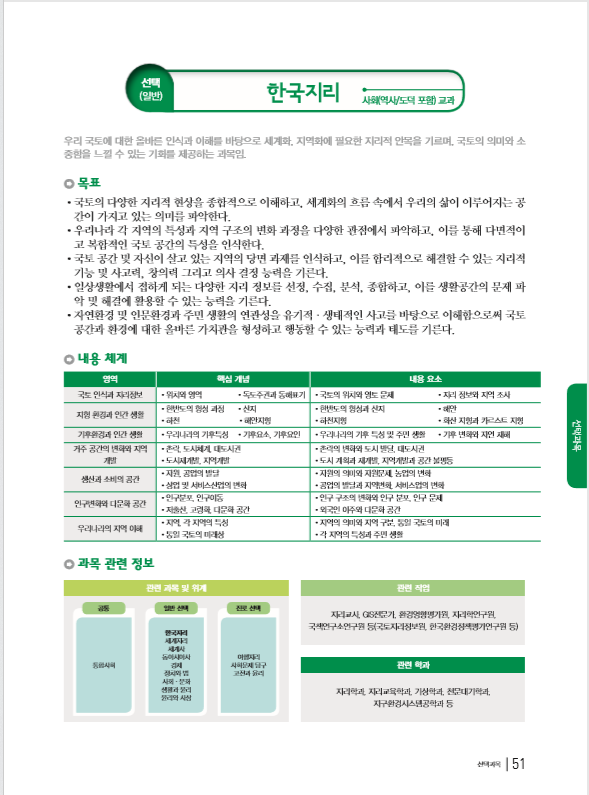 선택
(일반)
한국지리
사회(역사/도덕 포함) 교과
우리 국토에 대한 올바른 인식과 이해를 바탕으로 세계화, 지역화에 필요한 지리적 안목을 기르며, 국토의 의미와 소
중함을 느낄 수 있는 기회를 제공하는 과목임.
목표
• 국토의 다양한 지리적 현상을 종합적으로 이해하고, 세계화의 흐름 속에서 우리의 삶이 이루어지는 공
간이 가지고 있는 의미를 파악한다.
• 우리나라 각 지역의 특성과 지역 구조의 변화 과정을 다양한 관점에서 파악하고, 이를 통해 다면적이
고 복합적인 국토 공간의 특성을 인식한다.
• 국토 공간 및 자신이 살고 있는 지역의 당면 과제를 인식하고, 이를 합리적으로 해결할 수 있는 지리적
기능 및 사고력, 창의력 그리고 의사 결정 능력을 기른다.
• 일상생활에서 접하게 되는 다양한 지리 정보를 선정, 수집, 분석, 종합하고, 이를 생활공간의 문제 파
악 및 해결에 활용할 수 있는 능력을 기른다.
• 자연환경 및 인문환경과 주민 생활의 연관성을 유기적 · 생태적인 사고를 바탕으로 이해함으로써 국토
공간과 환경에 대한 올바른 가치관을 형성하고 행동할 수 있는 능력과 태도를 기른다.
내용 체계
영역 핵심 개념 내용 요소
국토 인식과 지리정보 • 위치와 영역 • 독도주권과 동해표기 • 국토의 위치와 영토 문제 • 지리 정보와 지역 조사
지형 환경과 인간 생활 • 한반도의 형성 과정 • 산지 • 한반도의 형성과 산지 • 해안
• 하천 • 해안지형 • 하천지형 • 화산 지형과 카르스트 지형
기후환경과 인간 생활 • 우리나라의 기후특성 • 기후요소, 기후요인 • 우리나라의 기후 특성 및 주민 생활 • 기후 변화와 자연 재해
거주 공간의 변화와 지역
개발
• 촌락, 도시체계, 대도시권 • 촌락의 변화와 도시 발달, 대도시권
• 도시재개발, 지역개발 • 도시 계획과 재개발, 지역개발과 공간 불평등
생산과 소비의 공간 • 자원, 공업의 발달 • 자원의 의미와 자원문제, 농업의 변화
• 상업 및 서비스산업의 변화 • 공업의 발달과 지역변화, 서비스업의 변화
인구변화와 다문화 공간 • 인구분포, 인구이동 • 인구 구조의 변화와 인구 분포, 인구 문제
• 저출산, 고령화, 다문화 공간 • 외국인 이주와 다문화 공간
우리나라의 지역 이해 • 지역, 각 지역의 특성 • 지역의 의미와 지역 구분, 통일 국토의 미래
• 통일 국토의 미래상 • 각 지역의 특성과 주민 생활
과목 관련 정보
관련 과목 및 위계
공통
통합사회
일반 선택
한국지리
세계지리
세계사
동아시아사
경제
정치와 법
사회 · 문화
생활과 윤리
윤리와 사상
진로 선택
여행지리
사회문제 탐구
고전과 윤리
관련 직업
지리교사, GIS전문가, 환경영향평가원, 지리학연구원,
국책연구소연구원 등(국토지리정보원, 한국환경정책평가연구원 등)
관련 학과
지리학과, 지리교육학과, 기상학과, 천문대기학과,
지구환경시스템공학과 등
선택과목
선택과목 51